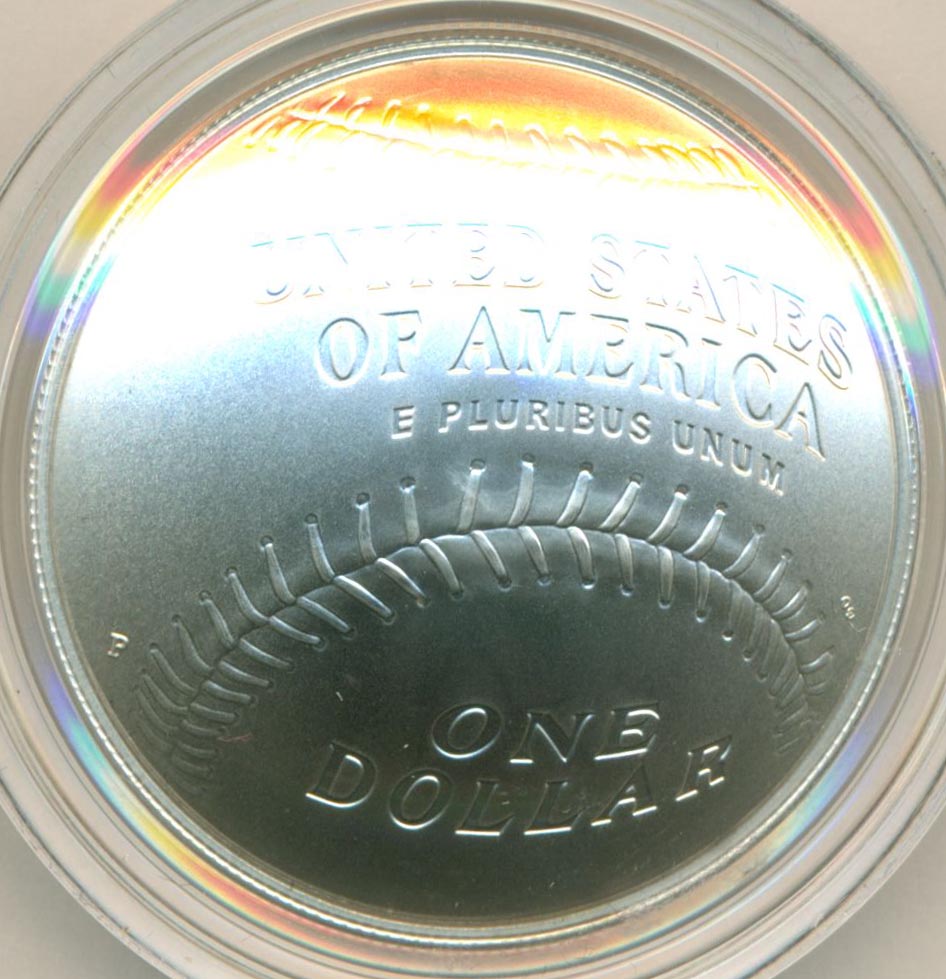 UNITED STATES
OF AMERICA
E PLURIBUS UNUM
P
ONE
DOLLAR